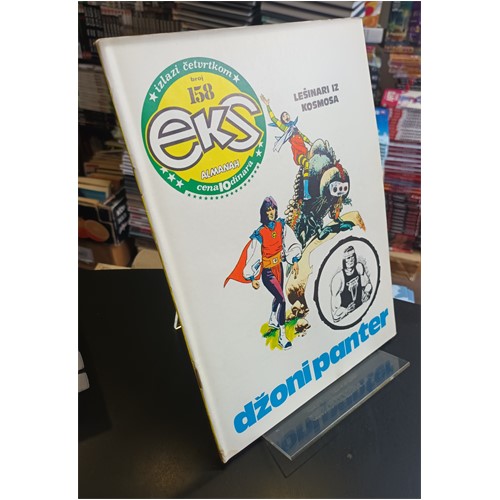 izlazi četvrtkom
broj
158
eks
ALMANAH
cena 10 dinara
LEŠINARI IZ
KOSMOSA
džoni panter